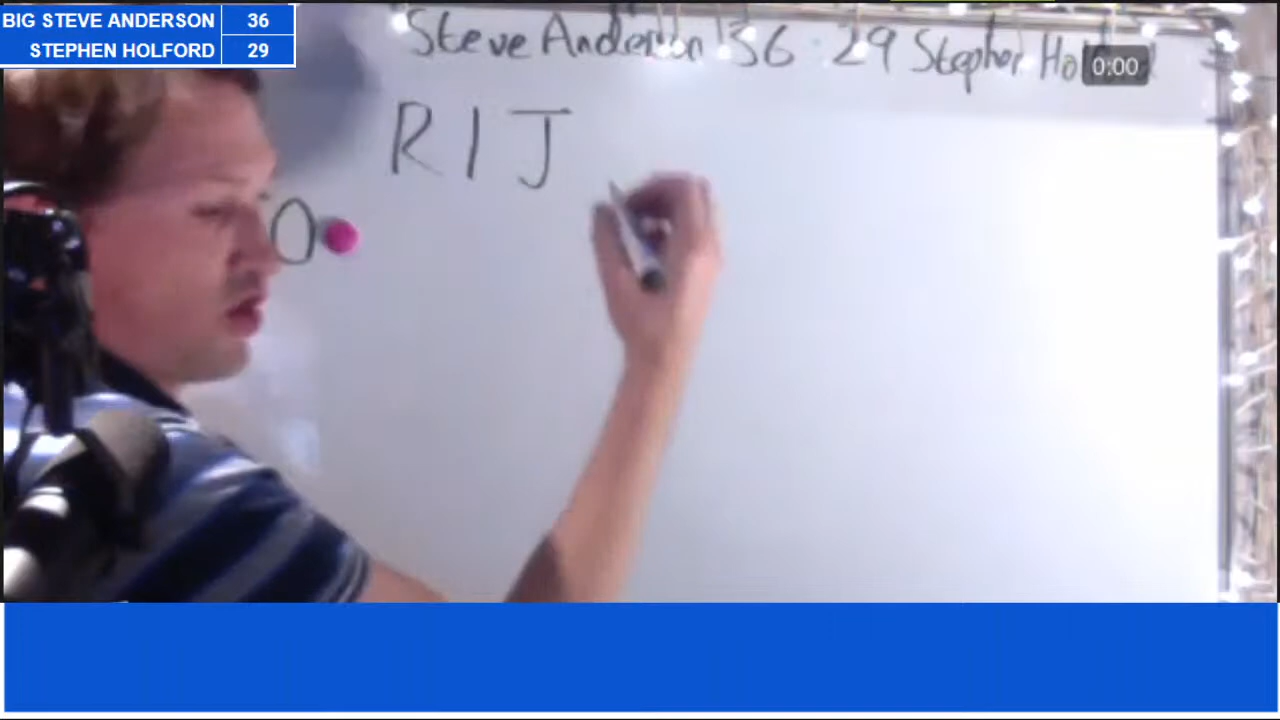 BIG STEVE ANDERSON 36
STEPHEN HOLFORD 29
Steve Anderson 36 29 Stephen
0:00
R I J
O